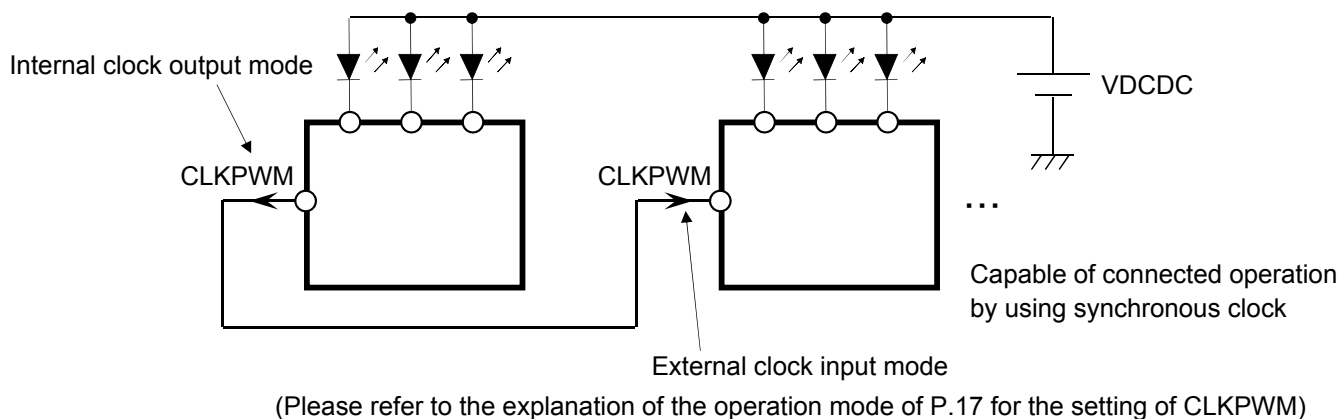 Internal clock output mode
VDCDC
CLKPWM
CLKPWM
...
Capable of connected operation
by using synchronous clock
External clock input mode
(Please refer to the explanation of the operation mode of P.17 for the setting of CLKPWM)